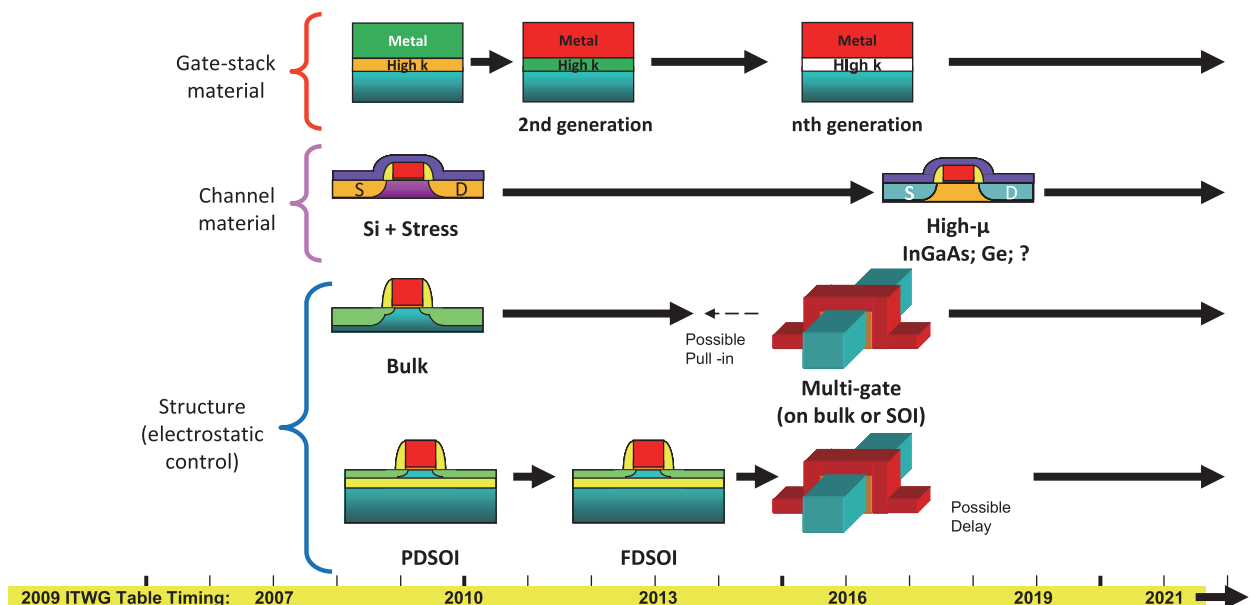 Gate-stack
material
Metal
High k
Metal
High k
2nd generation
Metal
High k
nth generation
Channel
material
S D
Si + Stress
S D
High-μ
InGaAs; Ge; ?
Structure
(electrostatic
control)
Bulk
Possible
Pull -in
Multi-gate
(on bulk or SOI)
PDSOI
FDSOI
Possible
Delay
2009 ITWG Table Timing: 2007 2010 2013 2016 2019 2021